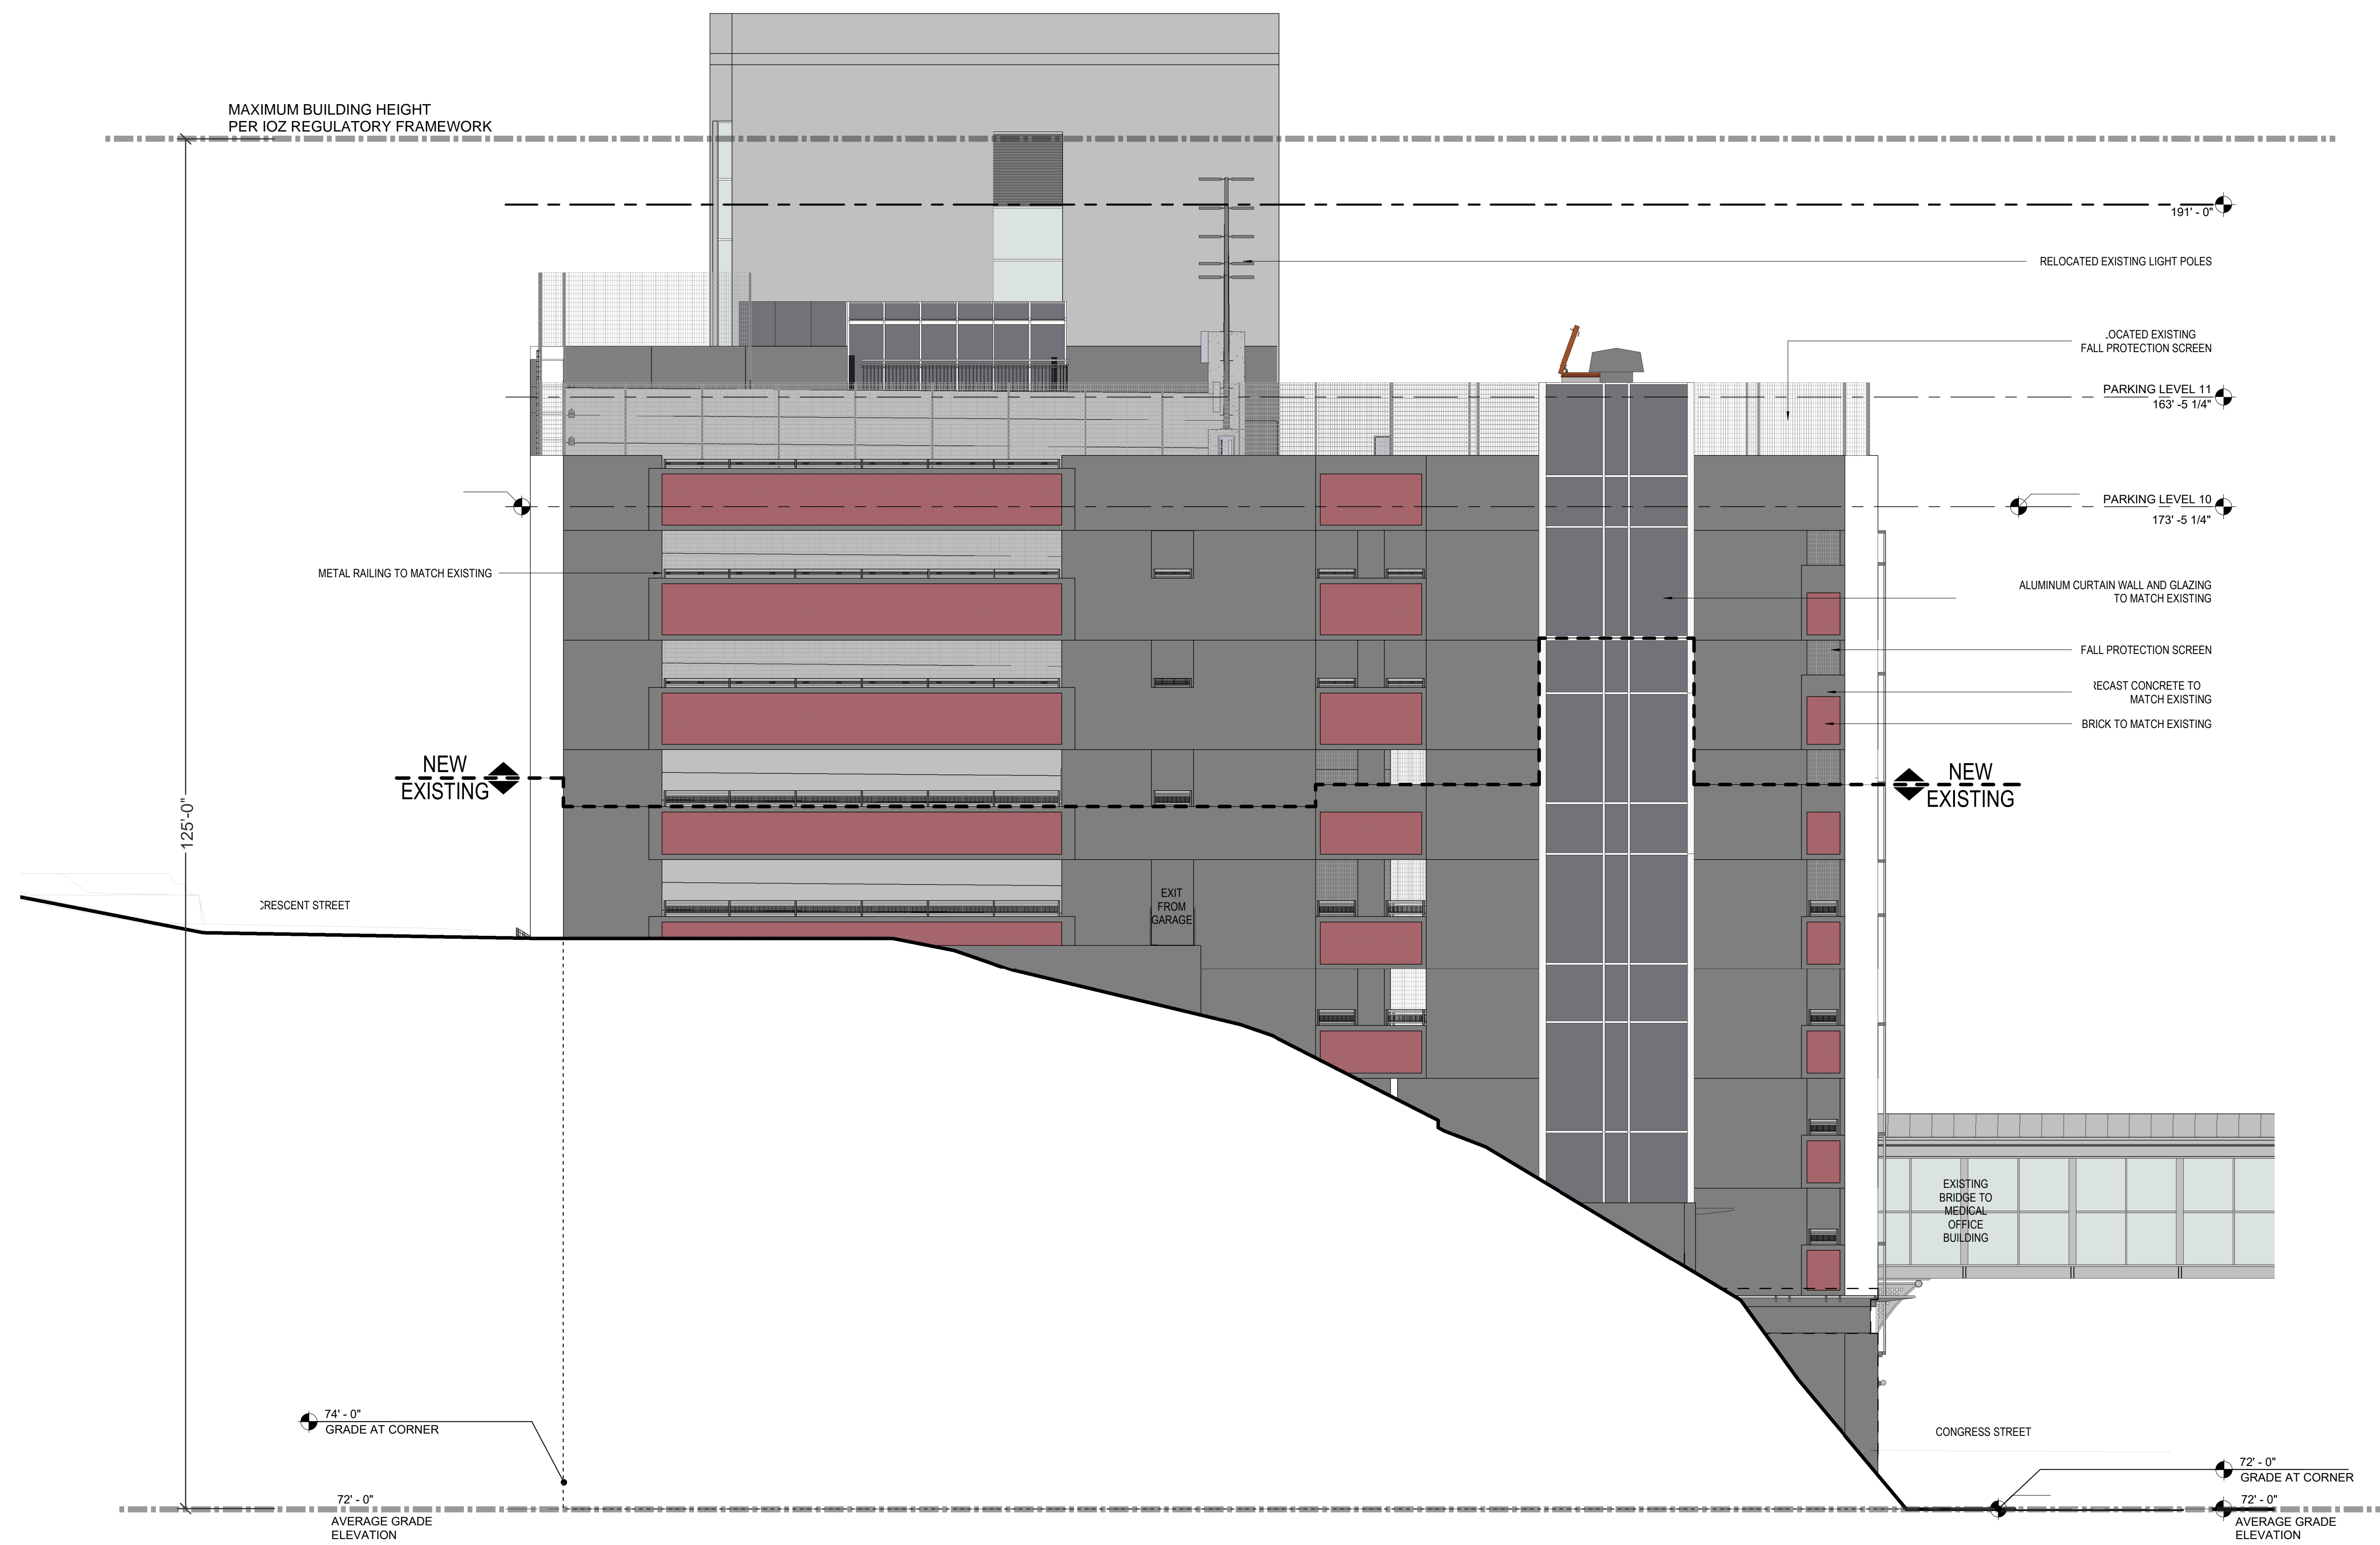 MAXIMUM BUILDING HEIGHT
PER IOZ REGULATORY FRAMEWORK
191' - 0"
RELOCATED EXISTING LIGHT POLES
.OCATED EXISTING
FALL PROTECTION SCREEN
PARKING LEVEL 11
163' -5 1/4"
PARKING LEVEL 10
173' -5 1/4"
METAL RAILING TO MATCH EXISTING
ALUMINUM CURTAIN WALL AND GLAZING
TO MATCH EXISTING
FALL PROTECTION SCREEN
RECAST CONCRETE TO
MATCH EXISTING
BRICK TO MATCH EXISTING
NEW
EXISTING
NEW
EXISTING
125'-0"
CRESCENT STREET
EXIT
FROM
GARAGE
EXISTING
BRIDGE TO
MEDICAL
OFFICE
BUILDING
74' - 0"
GRADE AT CORNER
CONGRESS STREET
72' - 0"
GRADE AT CORNER
72' - 0"
AVERAGE GRADE
ELEVATION
72' - 0"
AVERAGE GRADE
ELEVATION